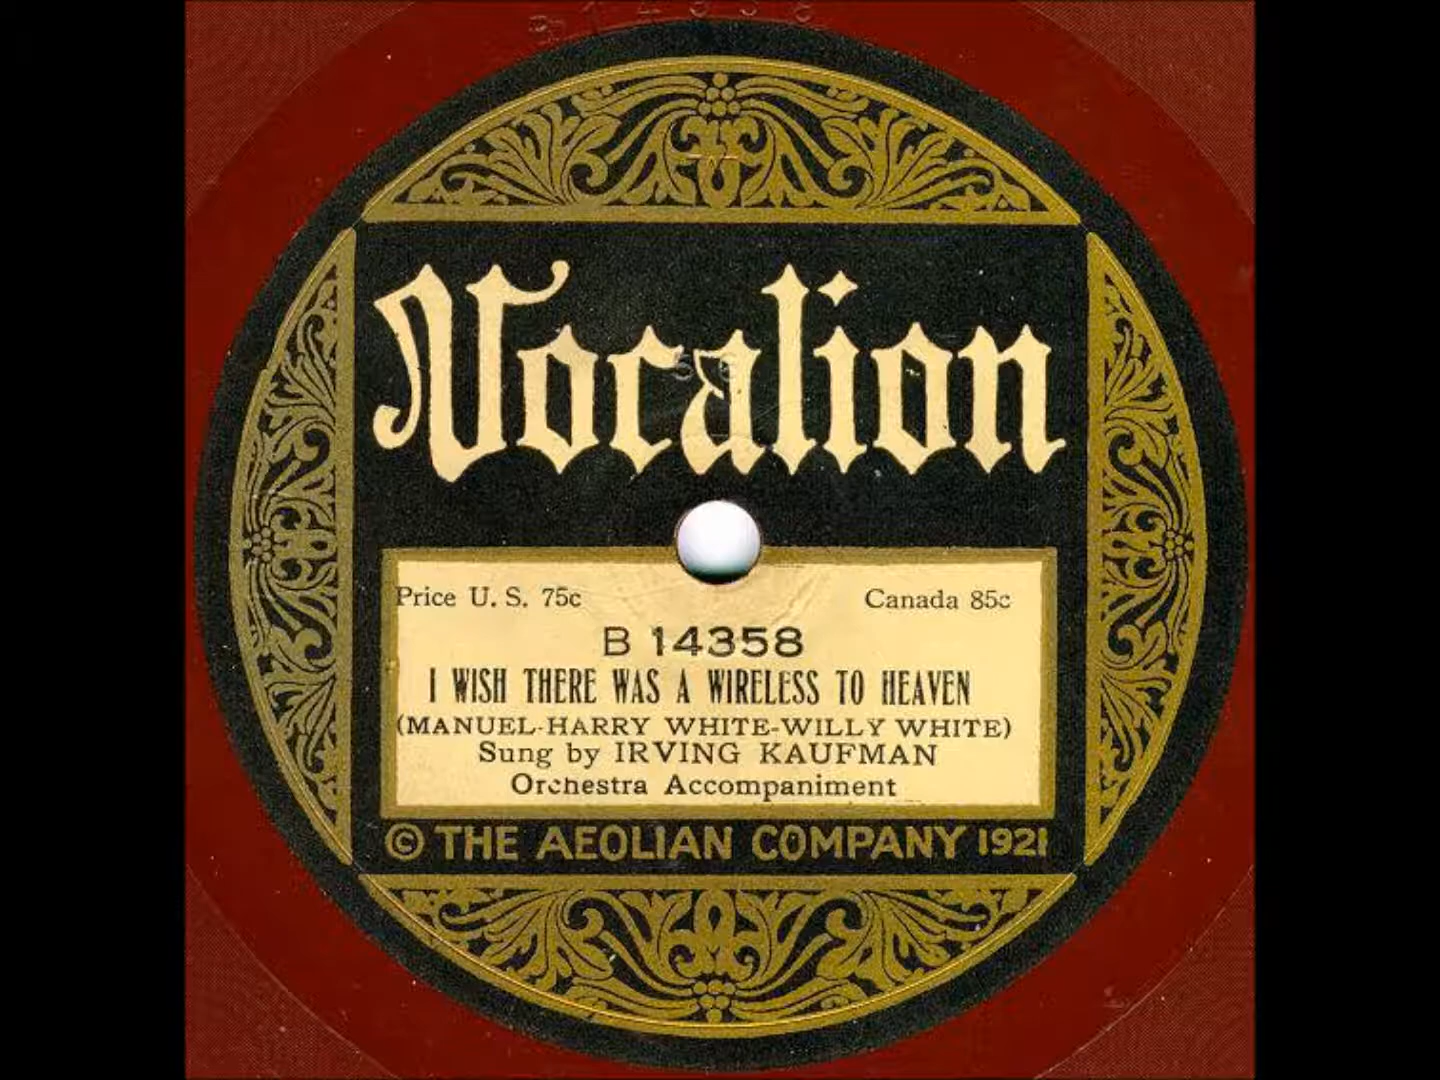 Vocalion
Price U. S. 75c
Canada 85c
B 14358
I WISH THERE WAS A WIRELESS TO HEAVEN
(MANUEL-HARRY WHITE-WILLY WHITE)
Sung by IRVING KAUFMAN
Orchestra Accompaniment
© THE AEOLIAN COMPANY 1921